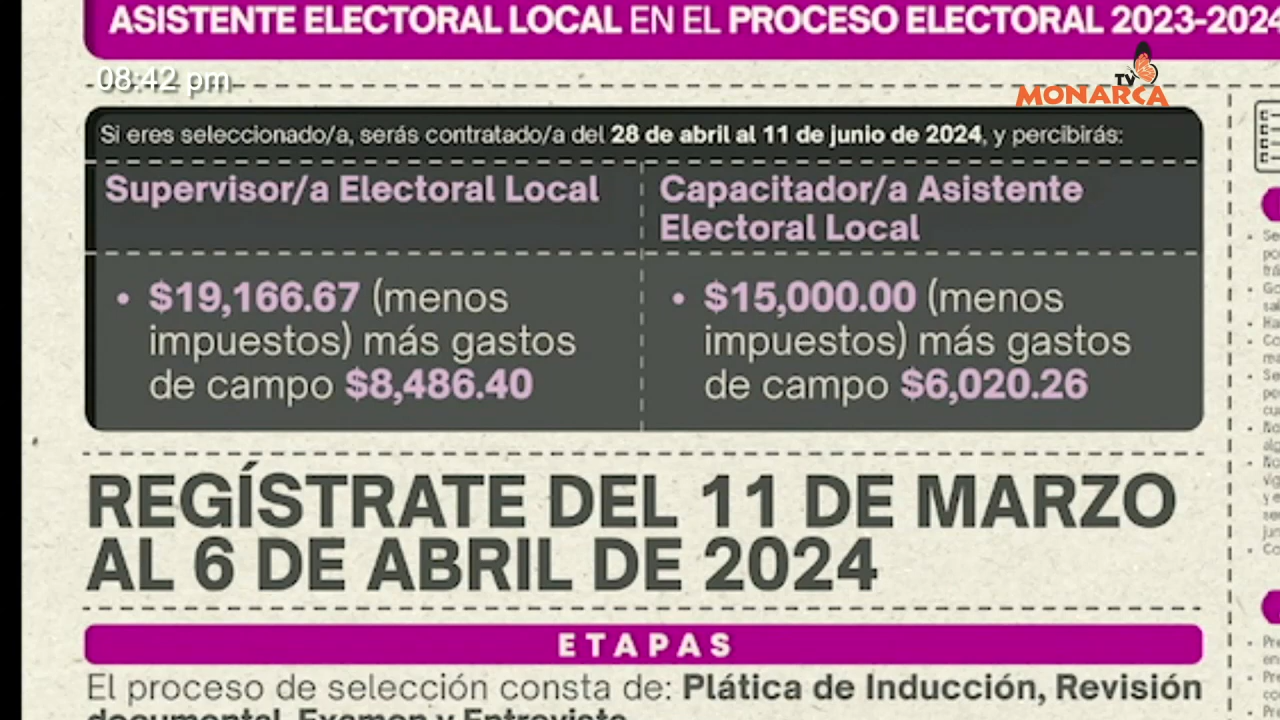 ASISTENTE ELECTORAL LOCAL EN EL PROCESO ELECTORAL 2023-2024
08:42 pm
TV
MONARCA
Si eres seleccionado/a, serás contratado/a del 28 de abril al 11 de junio de 2024, y percibirás:
Supervisor/a Electoral Local
• $19,166.67 (menos
impuestos) más gastos
de campo $8,486.40
Capacitador/a Asistente
Electoral Local
• $15,000.00 (menos
impuestos) más gastos
de campo $6,020.26
REGÍSTRATE DEL 11 DE MARZO
AL 6 DE ABRIL DE 2024
ETAPAS
El proceso de selección consta de: Plática de Inducción, Revisión
documental, Examen y Entrevista.